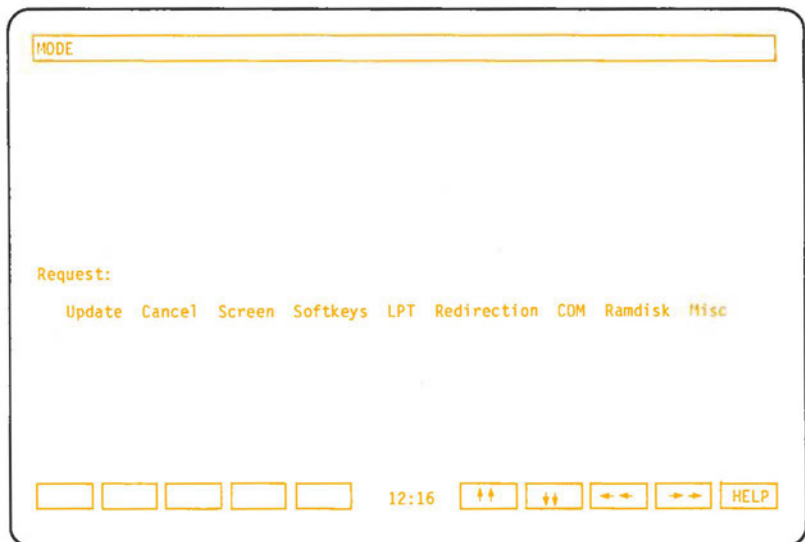 MODE
Request:
Update Cancel Screen Softkeys LPT Redirection COM Ramdisk Misc
12:16 HELP